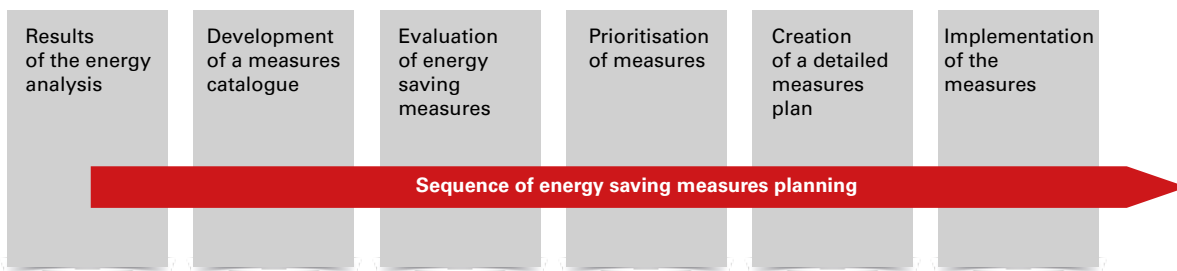 Results
of the energy
analysis
Development
of a measures
catalogue
Evaluation
of energy
saving
measures
Prioritisation
of measures
Creation
of a detailed
measures
plan
Implementation
of the
measures
Sequence of energy saving measures planning